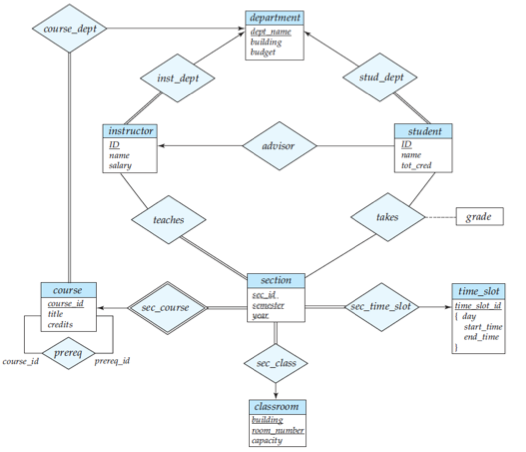 department
dept_name
building
budget
course_dept
inst_dept
stud_dept
instructor
ID
name
salary
advisor
student
ID
name
tot_cred
teaches
takes
grade
course
course_id
title
credits
sec_course
section
sec_id
semester
year
sec_time_slot
time_slot
time_slot_id
{ day
start_time
end_time
}
prereq
course_id
prereq_id
sec_class
classroom
building
room_number
capacity